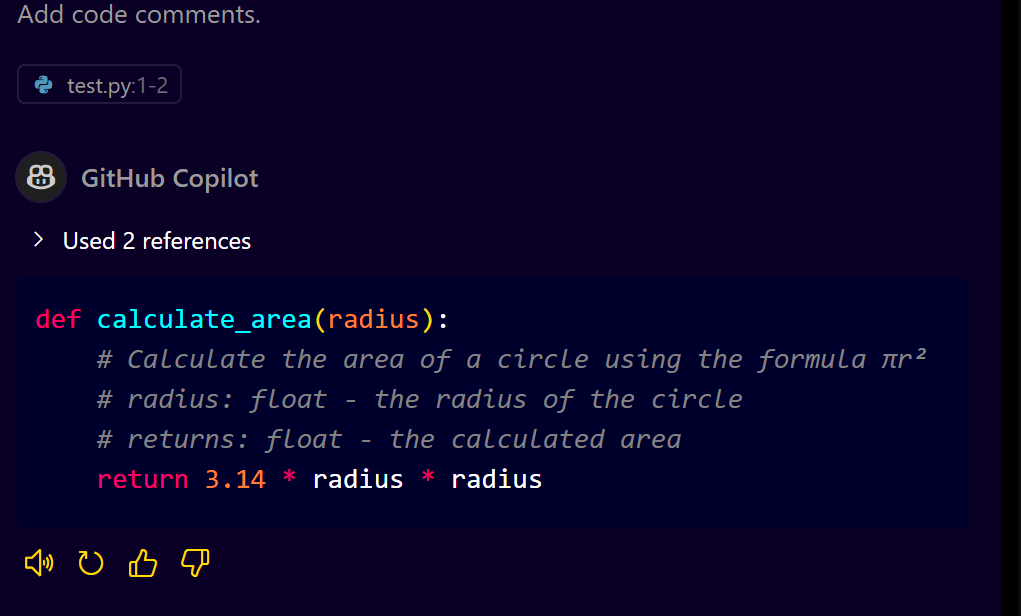 Add code comments.
test.py:1-2
GitHub Copilot
Used 2 references
def calculate_area(radius):
    # Calculate the area of a circle using the formula πr²
    # radius: float - the radius of the circle
    # returns: float - the calculated area
    return 3.14 * radius * radius